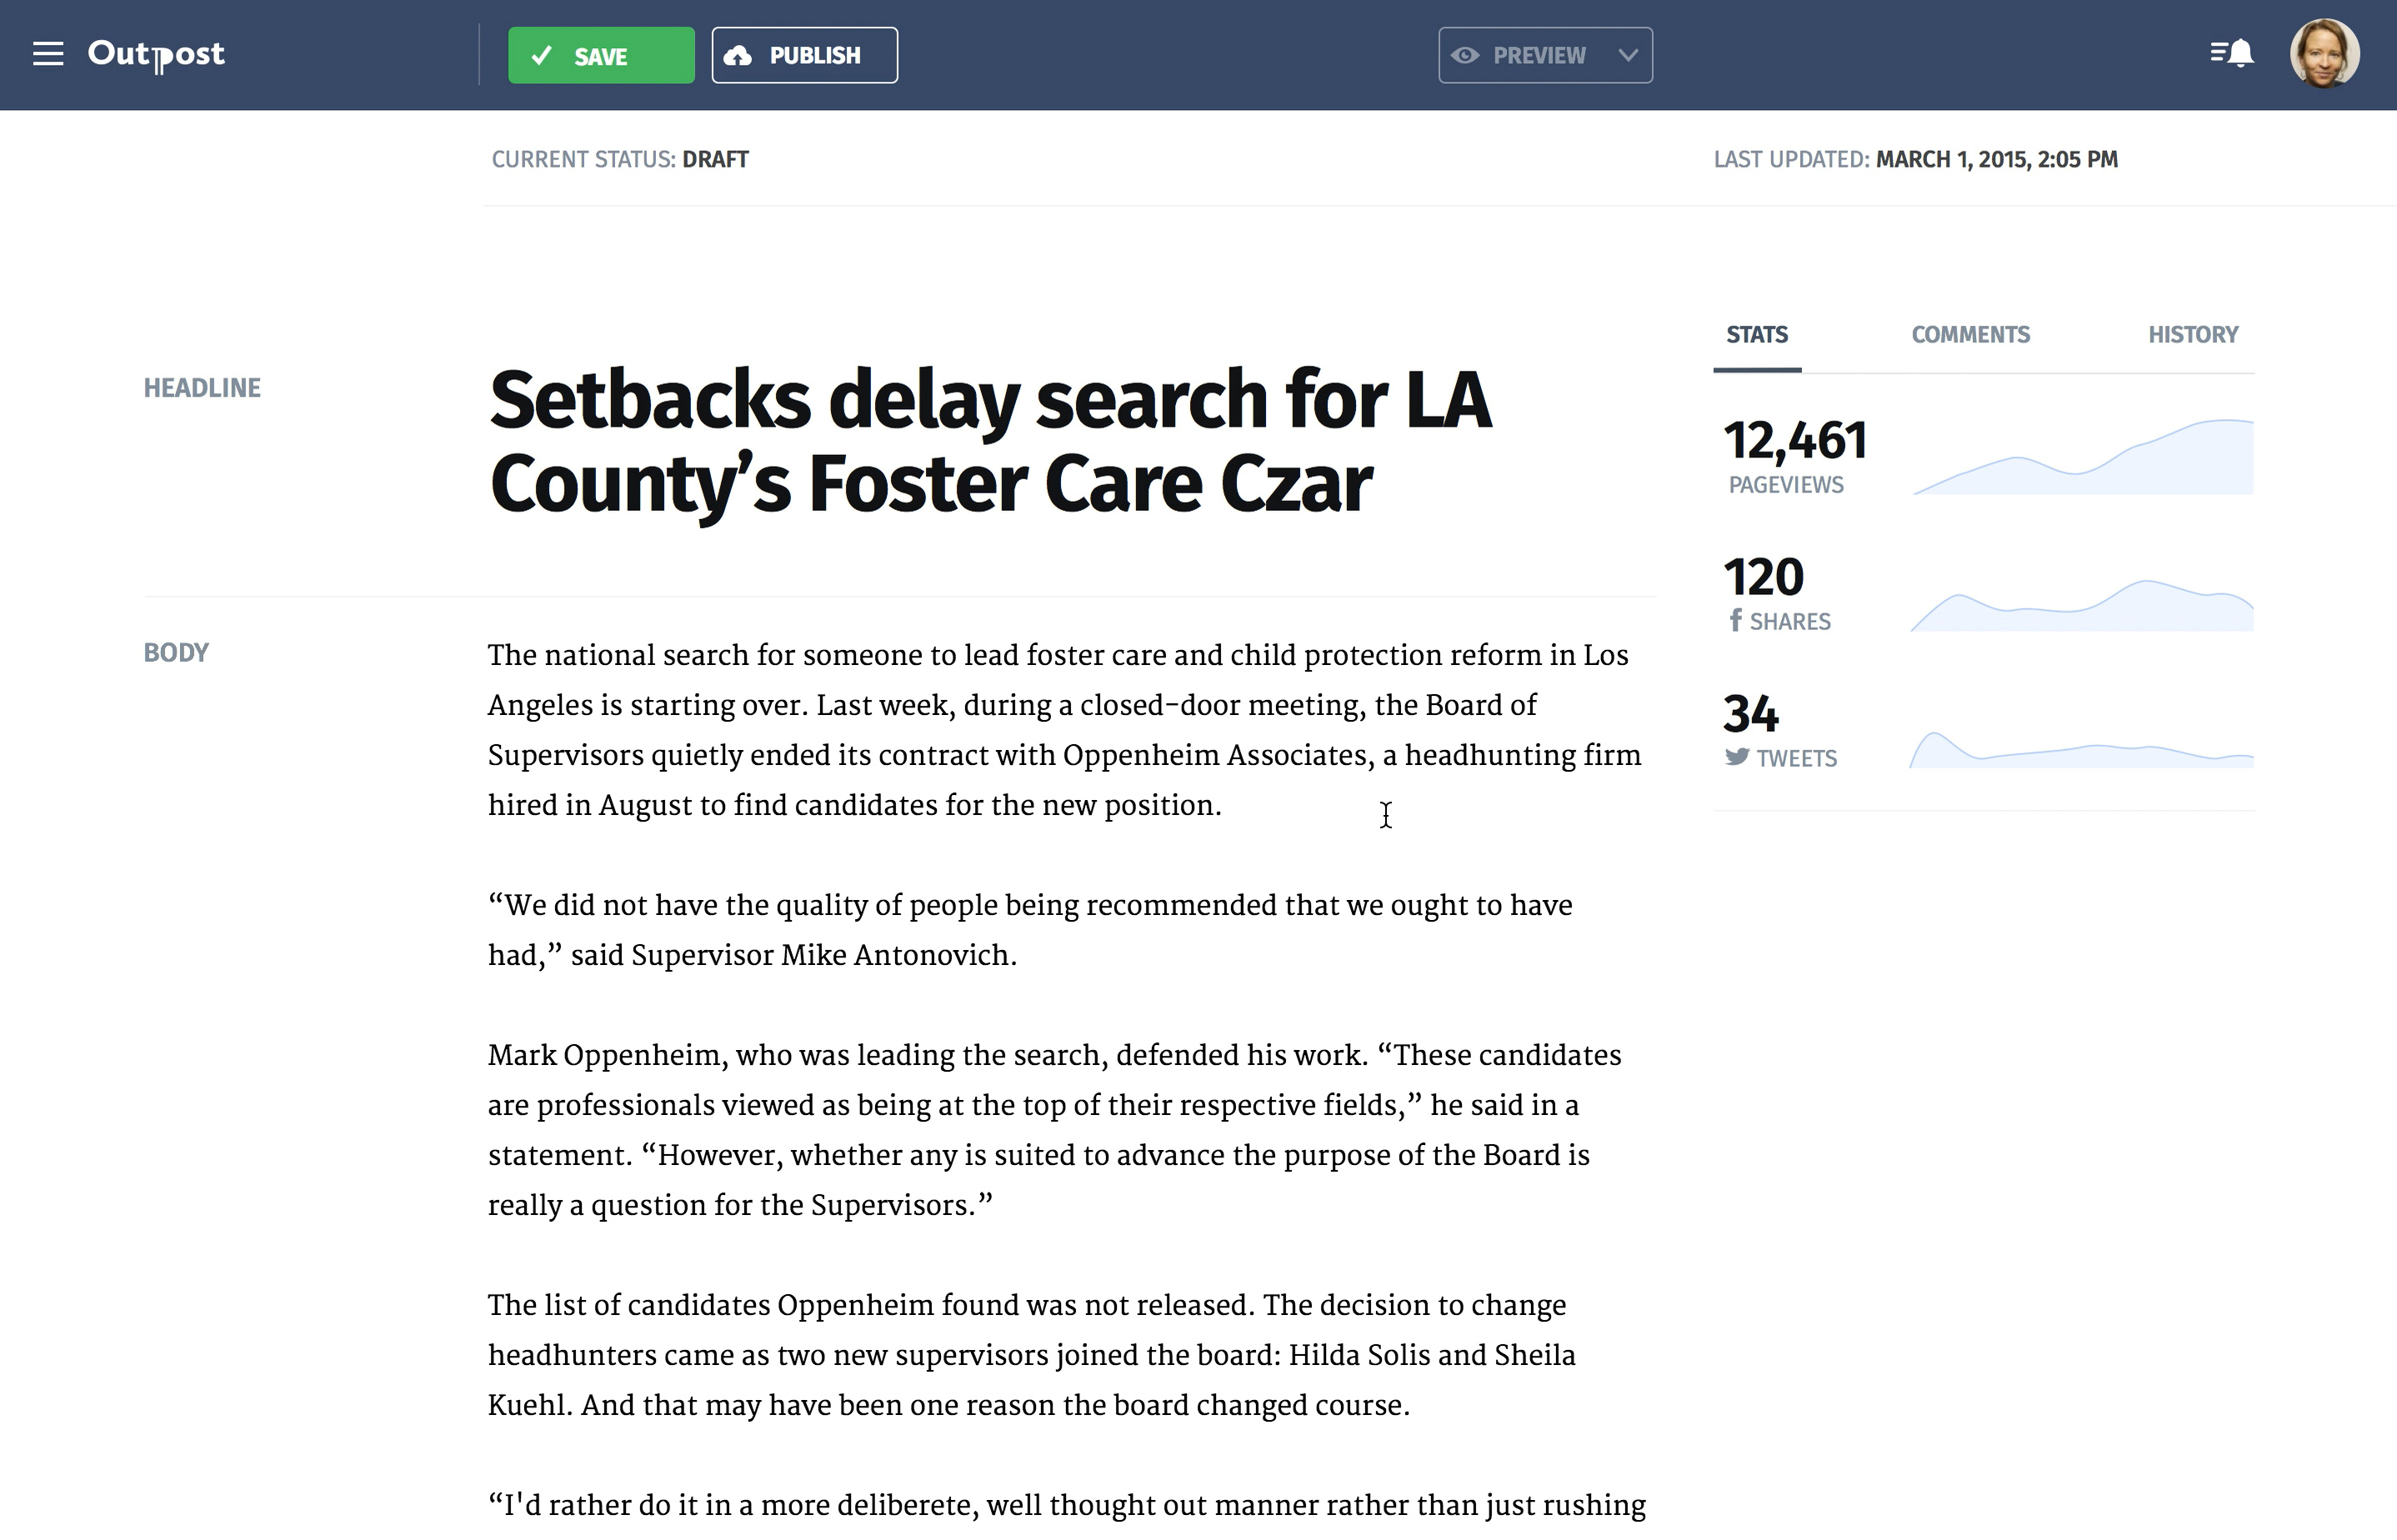 Outpost
SAVE
PUBLISH
PREVIEW
CURRENT STATUS: DRAFT
LAST UPDATED: MARCH 1, 2015, 2:05 PM
HEADLINE
Setbacks delay search for LA
County’s Foster Care Czar
BODY
The national search for someone to lead foster care and child protection reform in Los
Angeles is starting over. Last week, during a closed-door meeting, the Board of
Supervisors quietly ended its contract with Oppenheim Associates, a headhunting firm
hired in August to find candidates for the new position.
“We did not have the quality of people being recommended that we ought to have
had,” said Supervisor Mike Antonovich.
Mark Oppenheim, who was leading the search, defended his work. “These candidates
are professionals viewed as being at the top of their respective fields,” he said in a
statement. “However, whether any is suited to advance the purpose of the Board is
really a question for the Supervisors.”
The list of candidates Oppenheim found was not released. The decision to change
headhunters came as two new supervisors joined the board: Hilda Solis and Sheila
Kuehl. And that may have been one reason the board changed course.
“I'd rather do it in a more deliberete, well thought out manner rather than just rushing
STATS
COMMENTS
HISTORY
12,461
PAGEVIEWS
120
SHARES
34
TWEETS